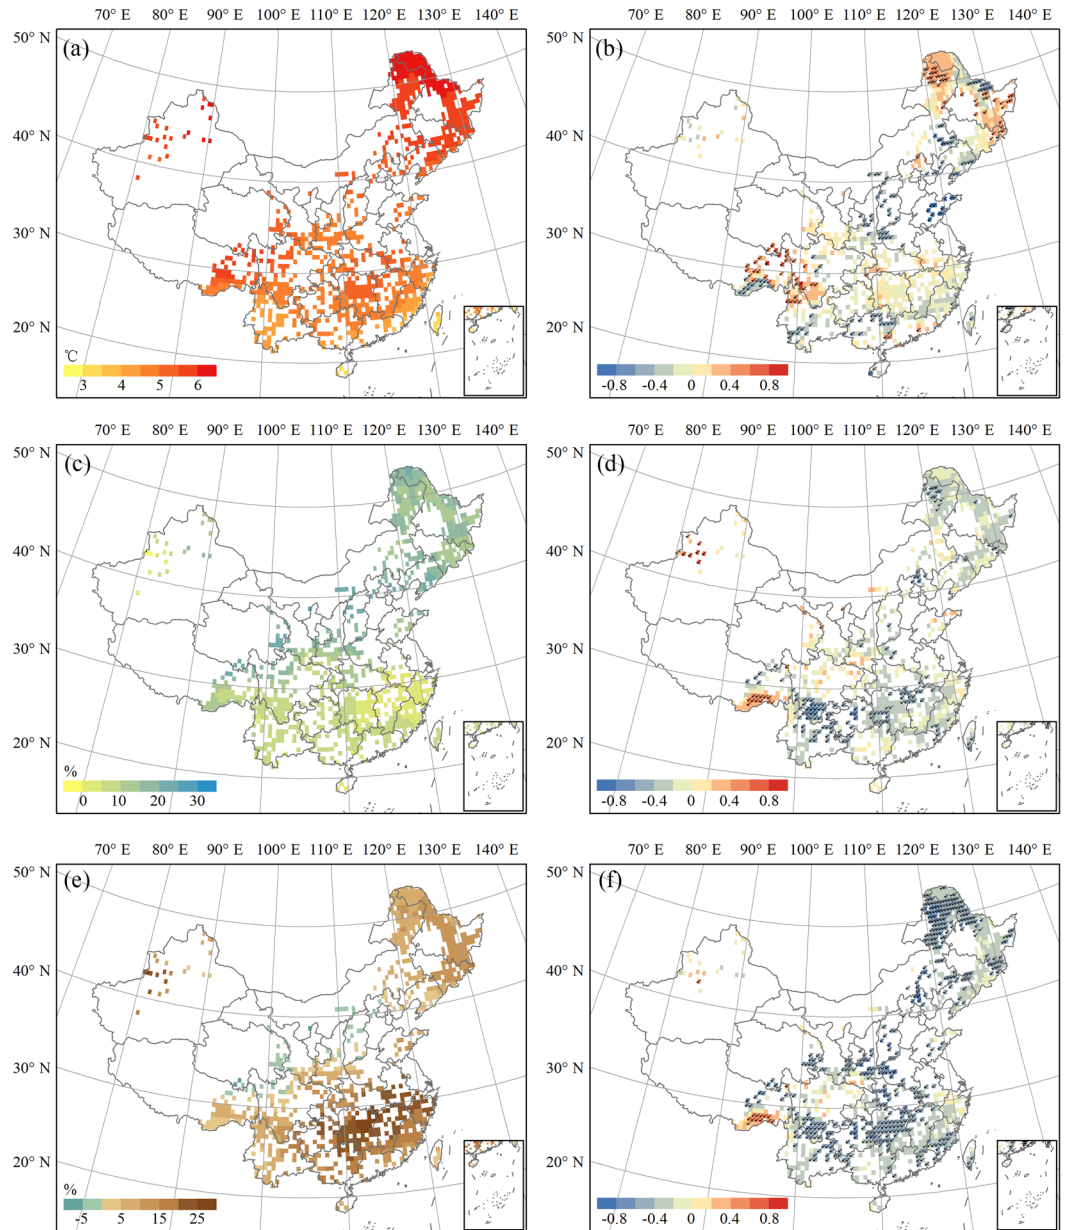 70° E 80° E 90° E 100° E 110° E 120° E 130° E 140° E 70° E 80° E 90° E 100° E 110° E 120° E 130° E 140° E
50° N (a) 50° N (b)
40° N 40° N
30° N 30° N
20° N 20° N
℃
3 4 5 6 -0.8 -0.4 0 0.4 0.8
70° E 80° E 90° E 100° E 110° E 120° E 130° E 140° E 70° E 80° E 90° E 100° E 110° E 120° E 130° E 140° E
50° N (c) 50° N (d)
40° N 40° N
30° N 30° N
20° N 20° N
%
0 10 20 30 -0.8 -0.4 0 0.4 0.8
70° E 80° E 90° E 100° E 110° E 120° E 130° E 140° E 70° E 80° E 90° E 100° E 110° E 120° E 130° E 140° E
50° N (e) 50° N (f)
40° N 40° N
30° N 30° N
20° N 20° N
%
-5 5 15 25 -0.8 -0.4 0 0.4 0.8